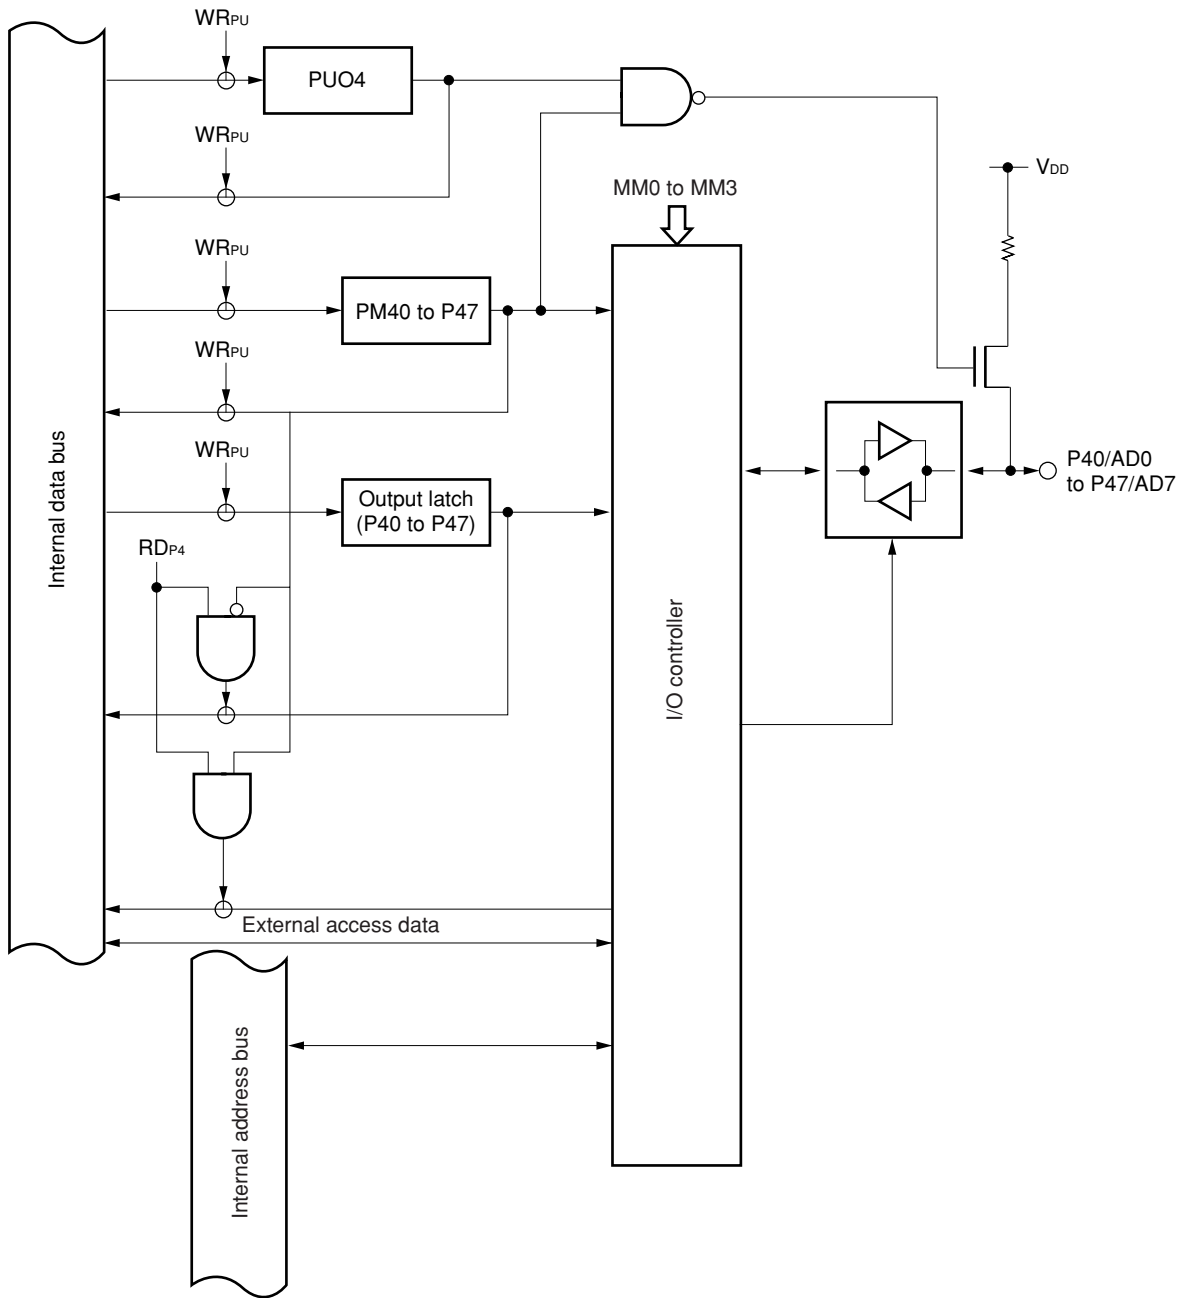 WRPU
PUO4
WRPU
VDD
MM0 to MM3
WRPU
PM40 to P47
WRPU
WRPU
P40/AD0
to P47/AD7
Output latch
(P40 to P47)
Internal data bus
RDP4
I/O controller
External access data
Internal address bus